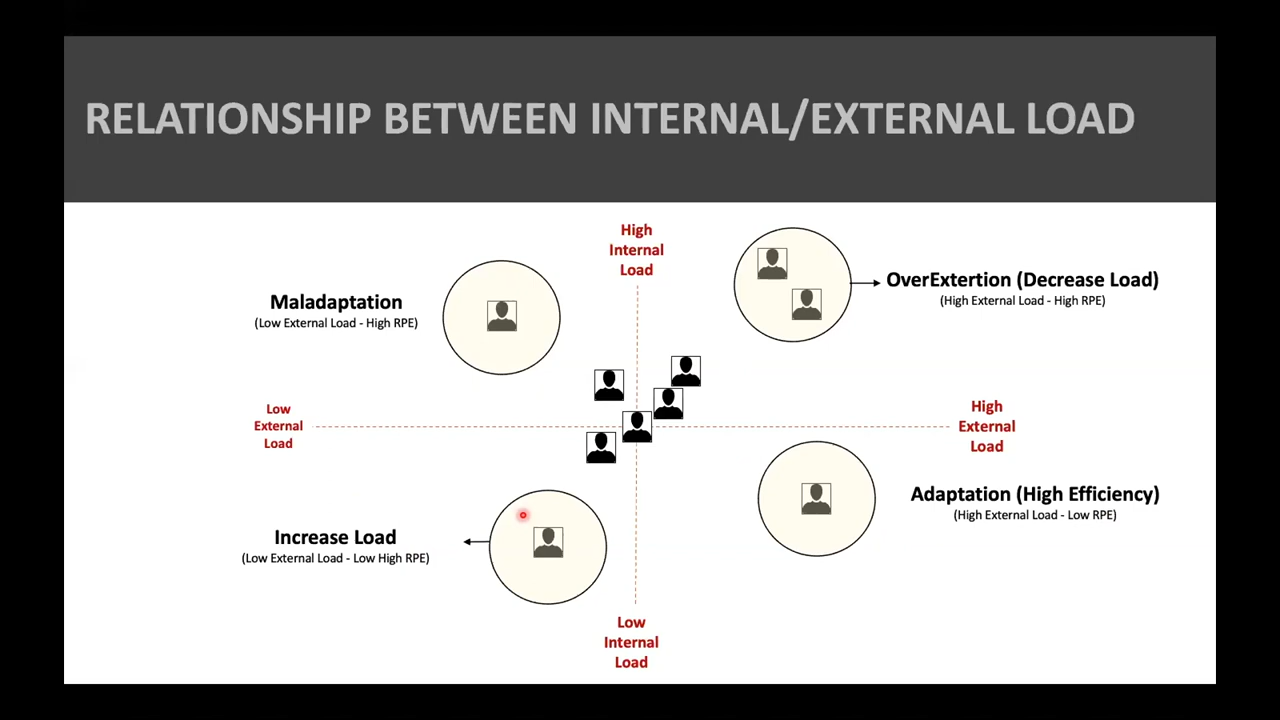 RELATIONSHIP BETWEEN INTERNAL/EXTERNAL LOAD
High
Internal
Load
Maladaptation
(Low External Load - High RPE)
OverExtertion (Decrease Load)
(High External Load - High RPE)
Low
External
Load
High
External
Load
Adaptation (High Efficiency)
(High External Load - Low RPE)
Increase Load
(Low External Load - Low High RPE)
Low
Internal
Load